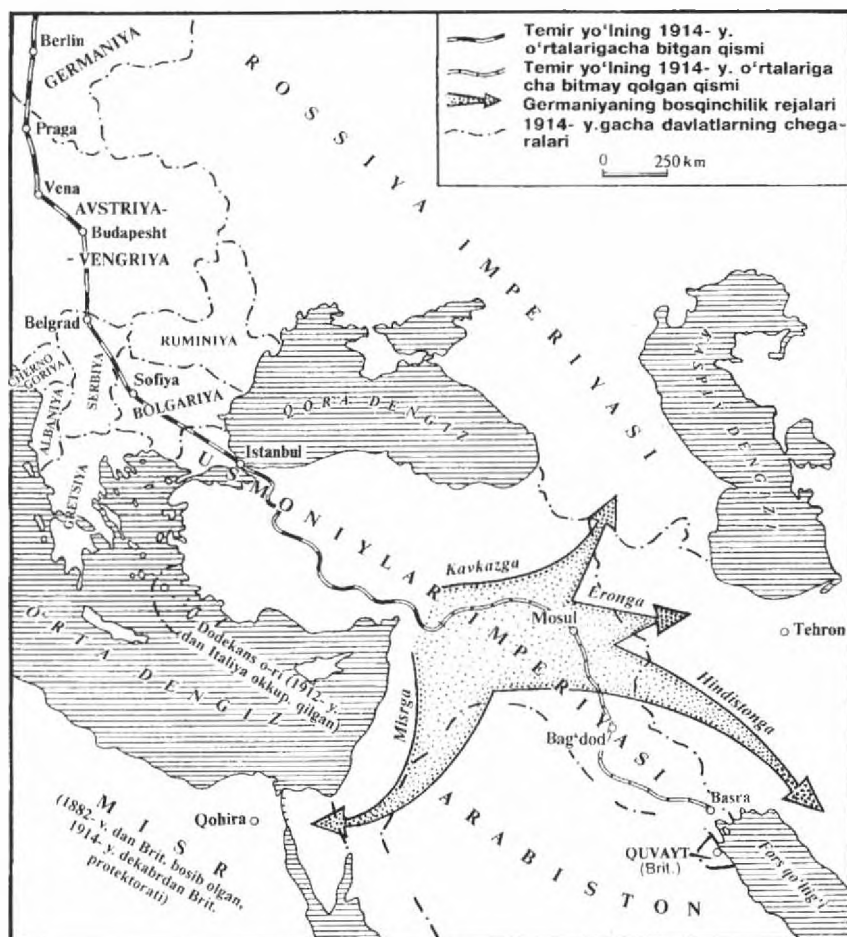 Temir yo‘lning 1914- y.
o‘rtalarigacha bitgan qismi
Temir yo‘lning 1914- y. o‘rtalariga
cha bitmay qolgan qismi
Germaniyaning bosqinchilik rejalari
1914- y.gacha davlatlarning chega-
ralari
0 250 km
Berlin
GERMANIYA
Praga
Vena
AVSTRIYA-
Budapesht
- VENGRIYA
ROSSIYA IMPERIYASI
Belgrad
RUMINIYA
CHERNO
GORIYA
SERBIYA
ALBANIYA
Sofiya
BOLGARIYA
GRETSIYA
Istanbul
QORA DENGIZ
KASPIY DENGIZI
USMONIYLAR IMPERIYASI
Kavkazga
Eronga
Mosul
Tehron
O‘RTA DENGIZ
Dodekans o-ri (1912- y.
dan Italiya okkup. qilgan)
Misrga
Hindistonga
Bag‘dod
Basra
MISR
(1882- y. dan Brit. bosib olgan,
1914- y. dekabrdan Brit.
protektorati)
Qohira
ARABISTON
QUVAYT
(Brit.)
Fors qo‘ltig‘i